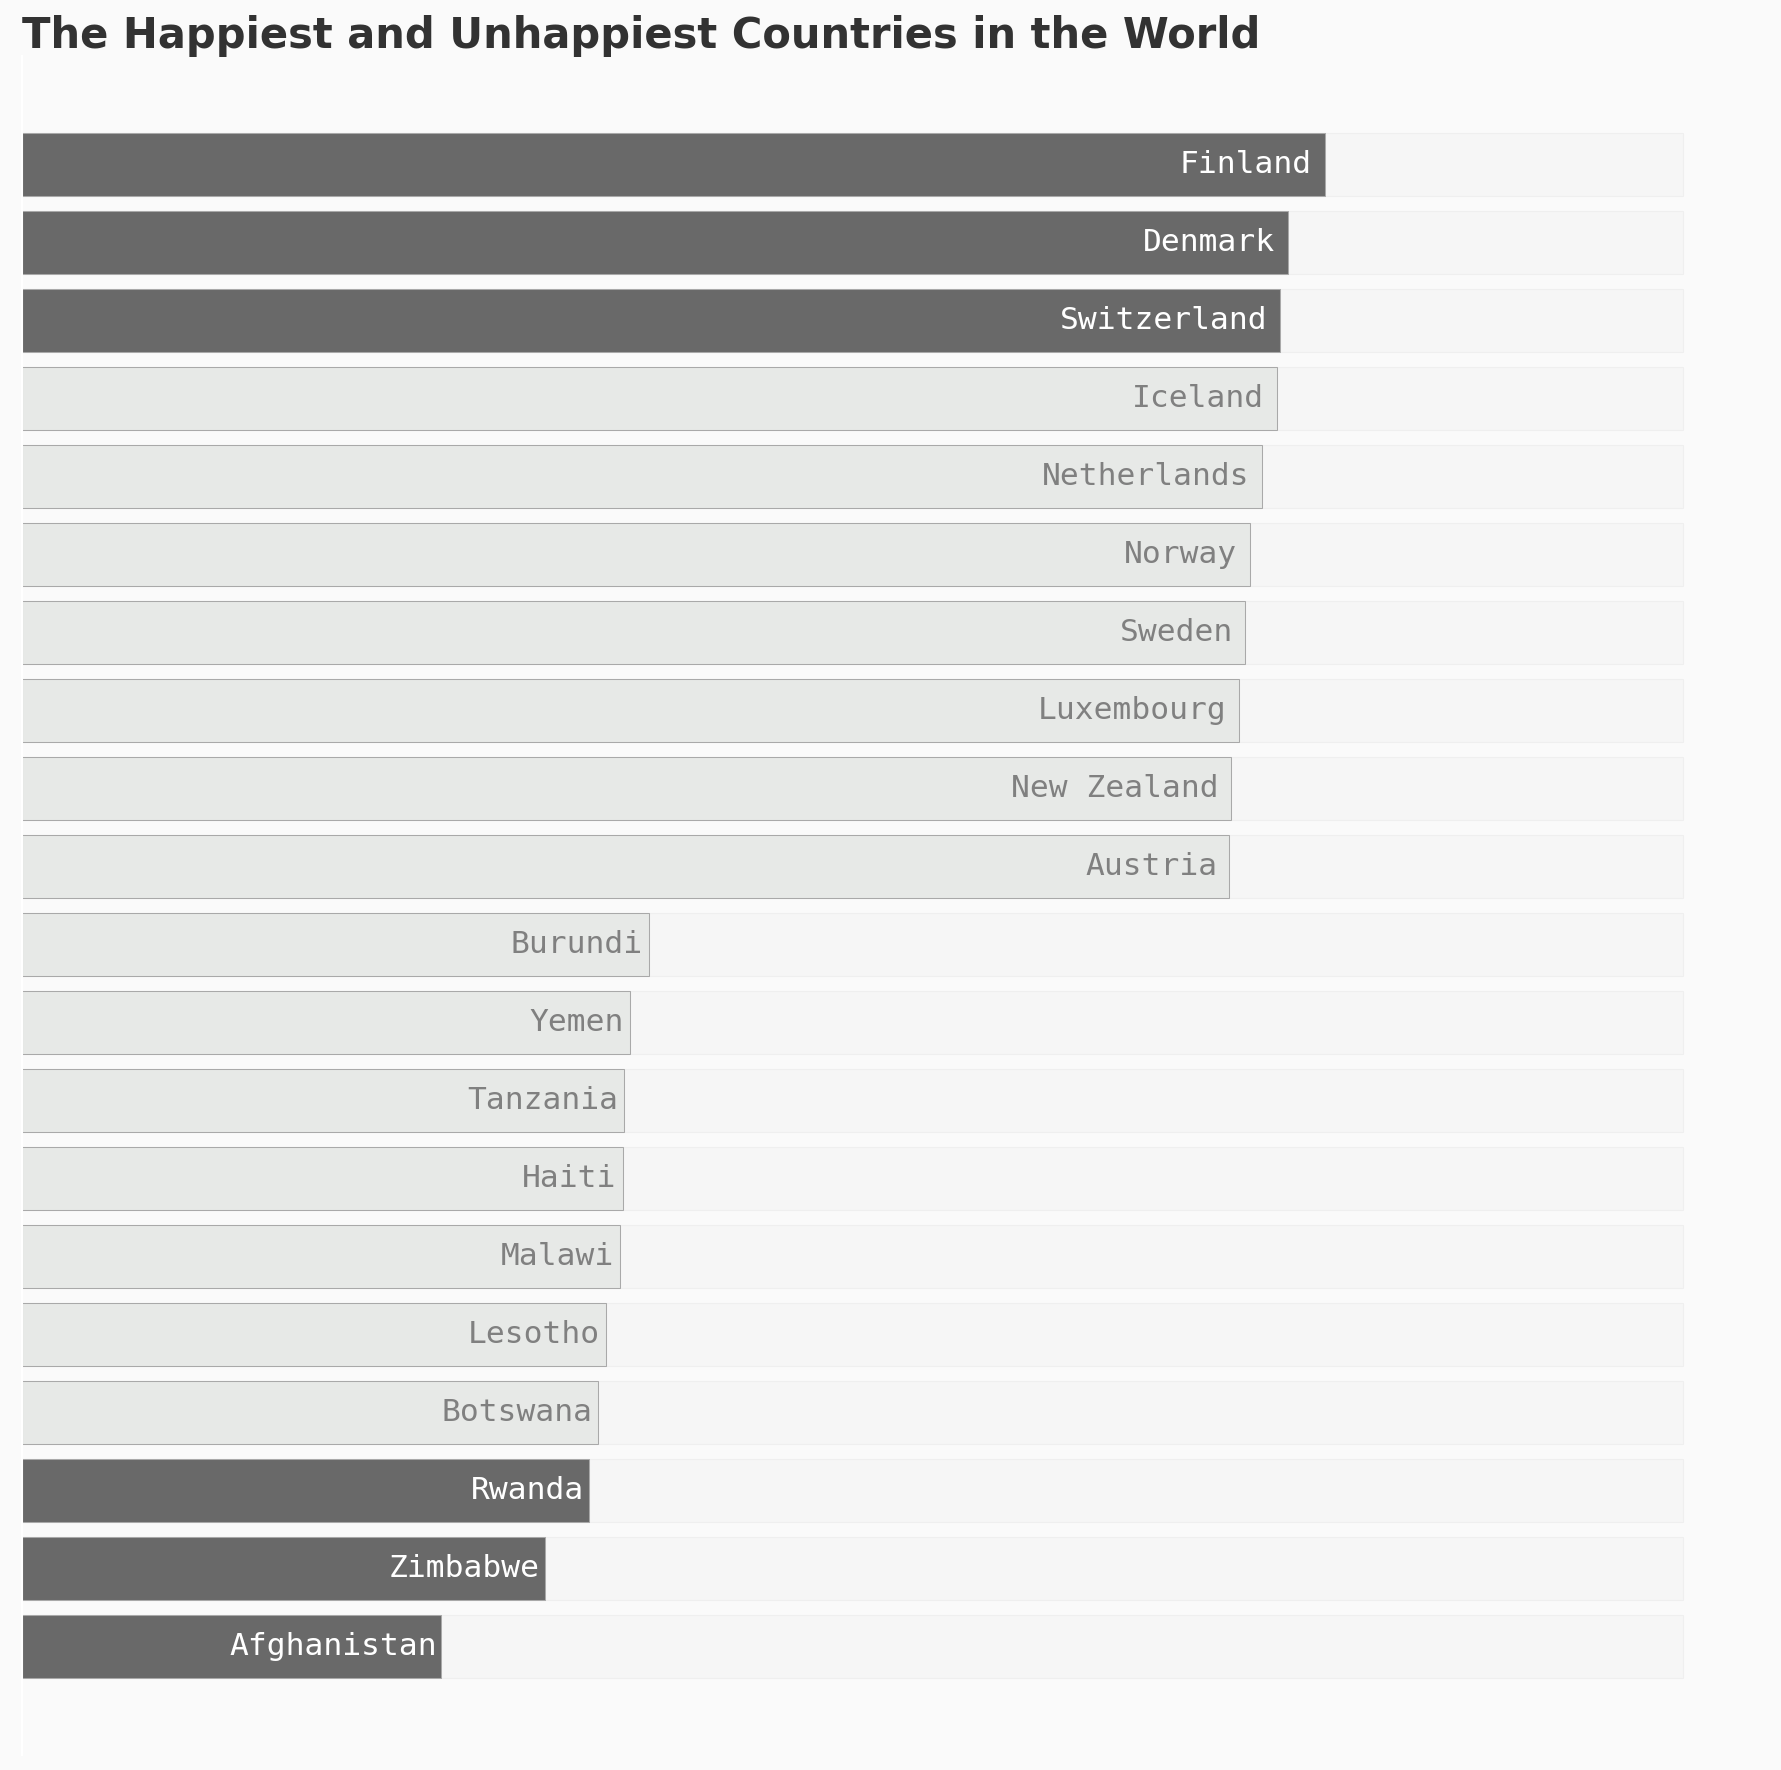 The Happiest and Unhappiest Countries in the World
Finland
Denmark
Switzerland
Iceland
Netherlands
Norway
Sweden
Luxembourg
New Zealand
Austria
Burundi
Yemen
Tanzania
Haiti
Malawi
Lesotho
Botswana
Rwanda
Zimbabwe
Afghanistan